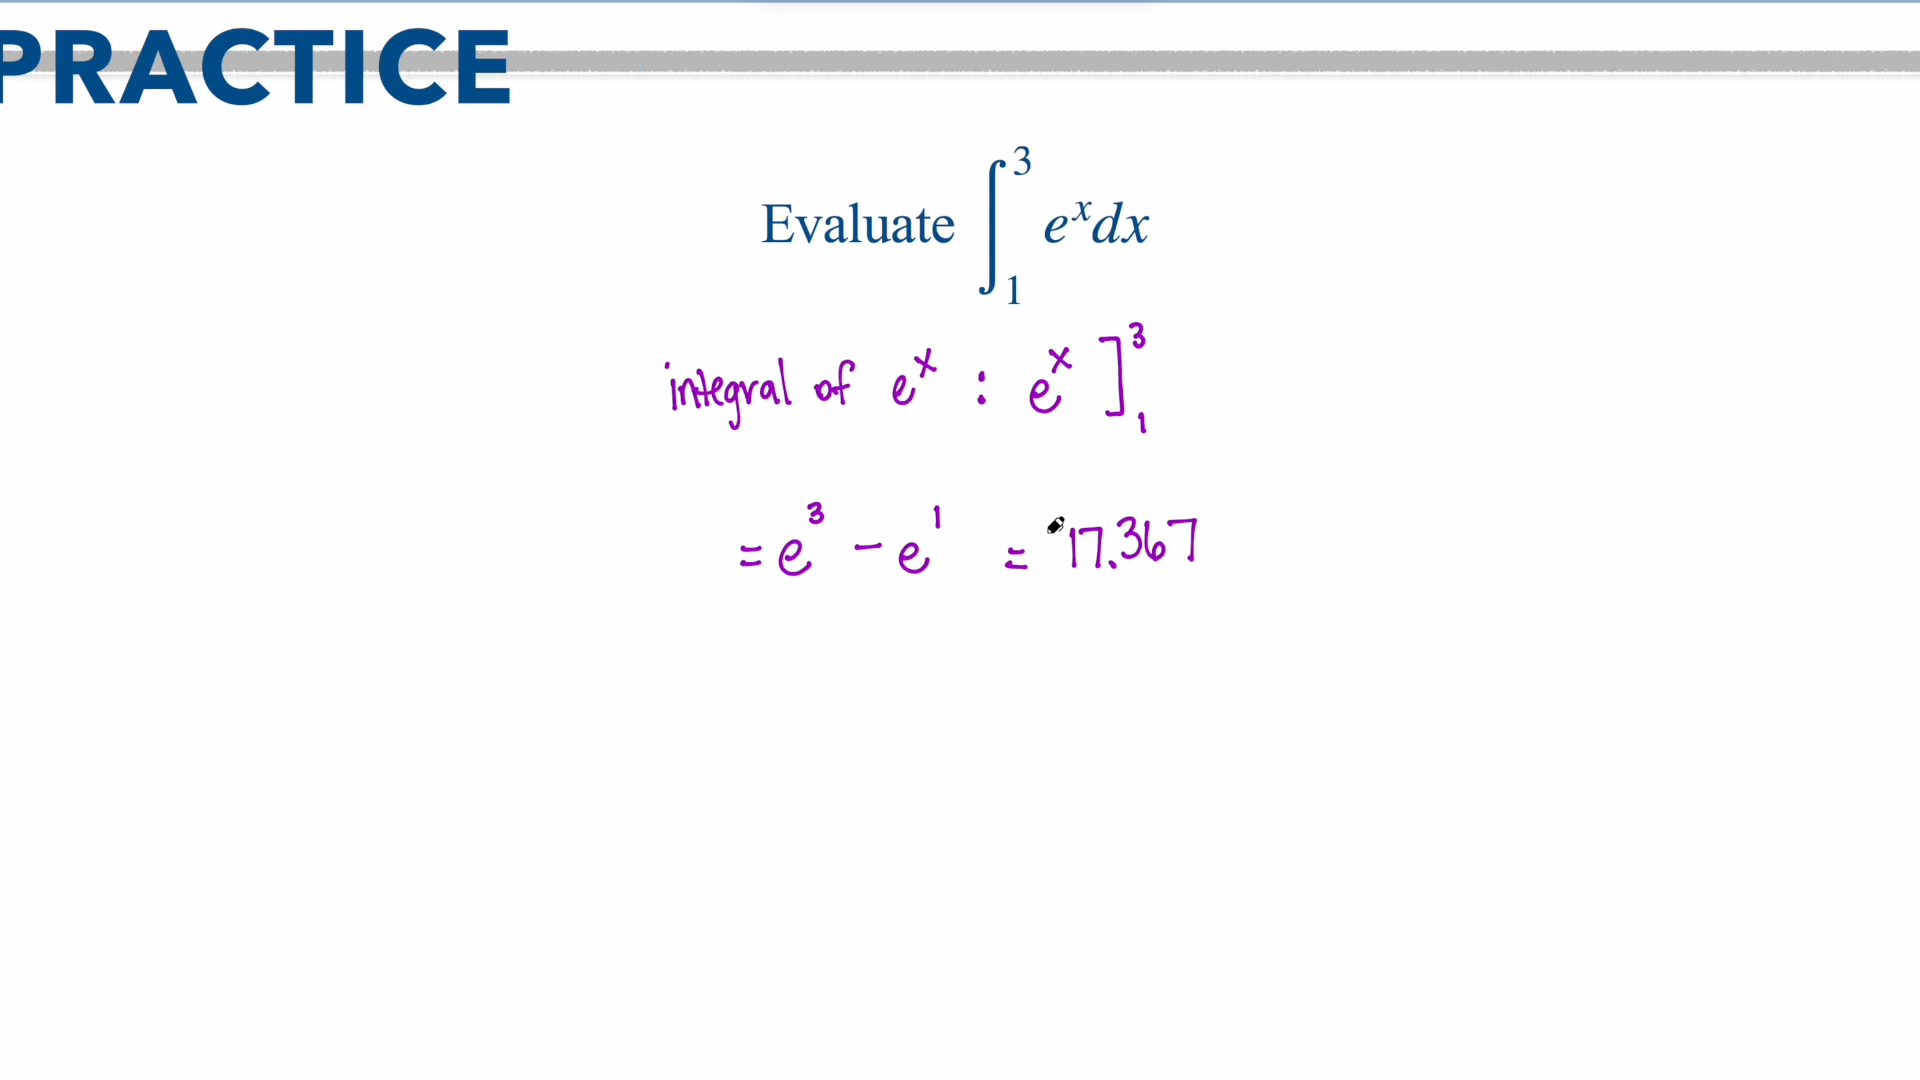 PRACTICE
Evaluate ∫₁³ eˣdx
integral of eˣ : eˣ ]₁³
= e³ − e¹ = 17.367